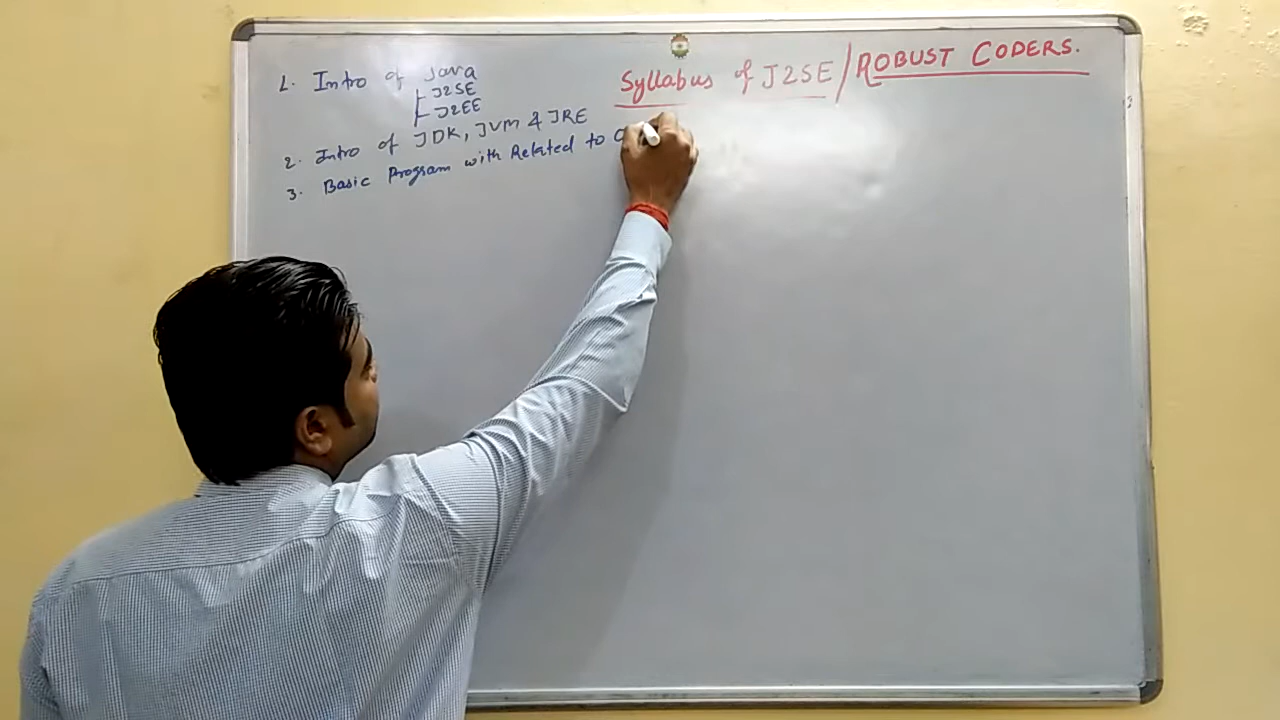 Syllabus of J2SE/ROBUST CODERS.
1. Intro of Java
J2SE
J2EE
2. Intro of JDK, JVM & JRE
3. Basic Program with Related to